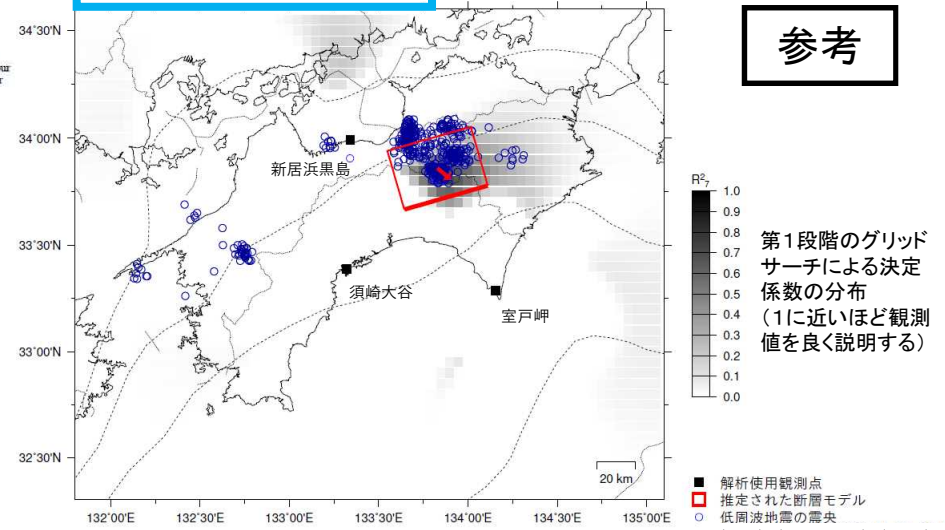 参考
34°30'N
34°00'N
33°30'N
33°00'N
32°30'N
132°00'E
132°30'E
133°00'E
133°30'E
134°00'E
134°30'E
135°00'E
新居浜黒島
須崎大谷
室戸岬
20 km
R²₇
1.0
0.9
0.8
0.7
0.6
0.5
0.4
0.3
0.2
0.1
0.0
第1段階のグリッド
サーチによる決定
係数の分布
(1に近いほど観測
値を良く説明する)
解析使用観測点
推定された断層モデル
低周波地震の震央